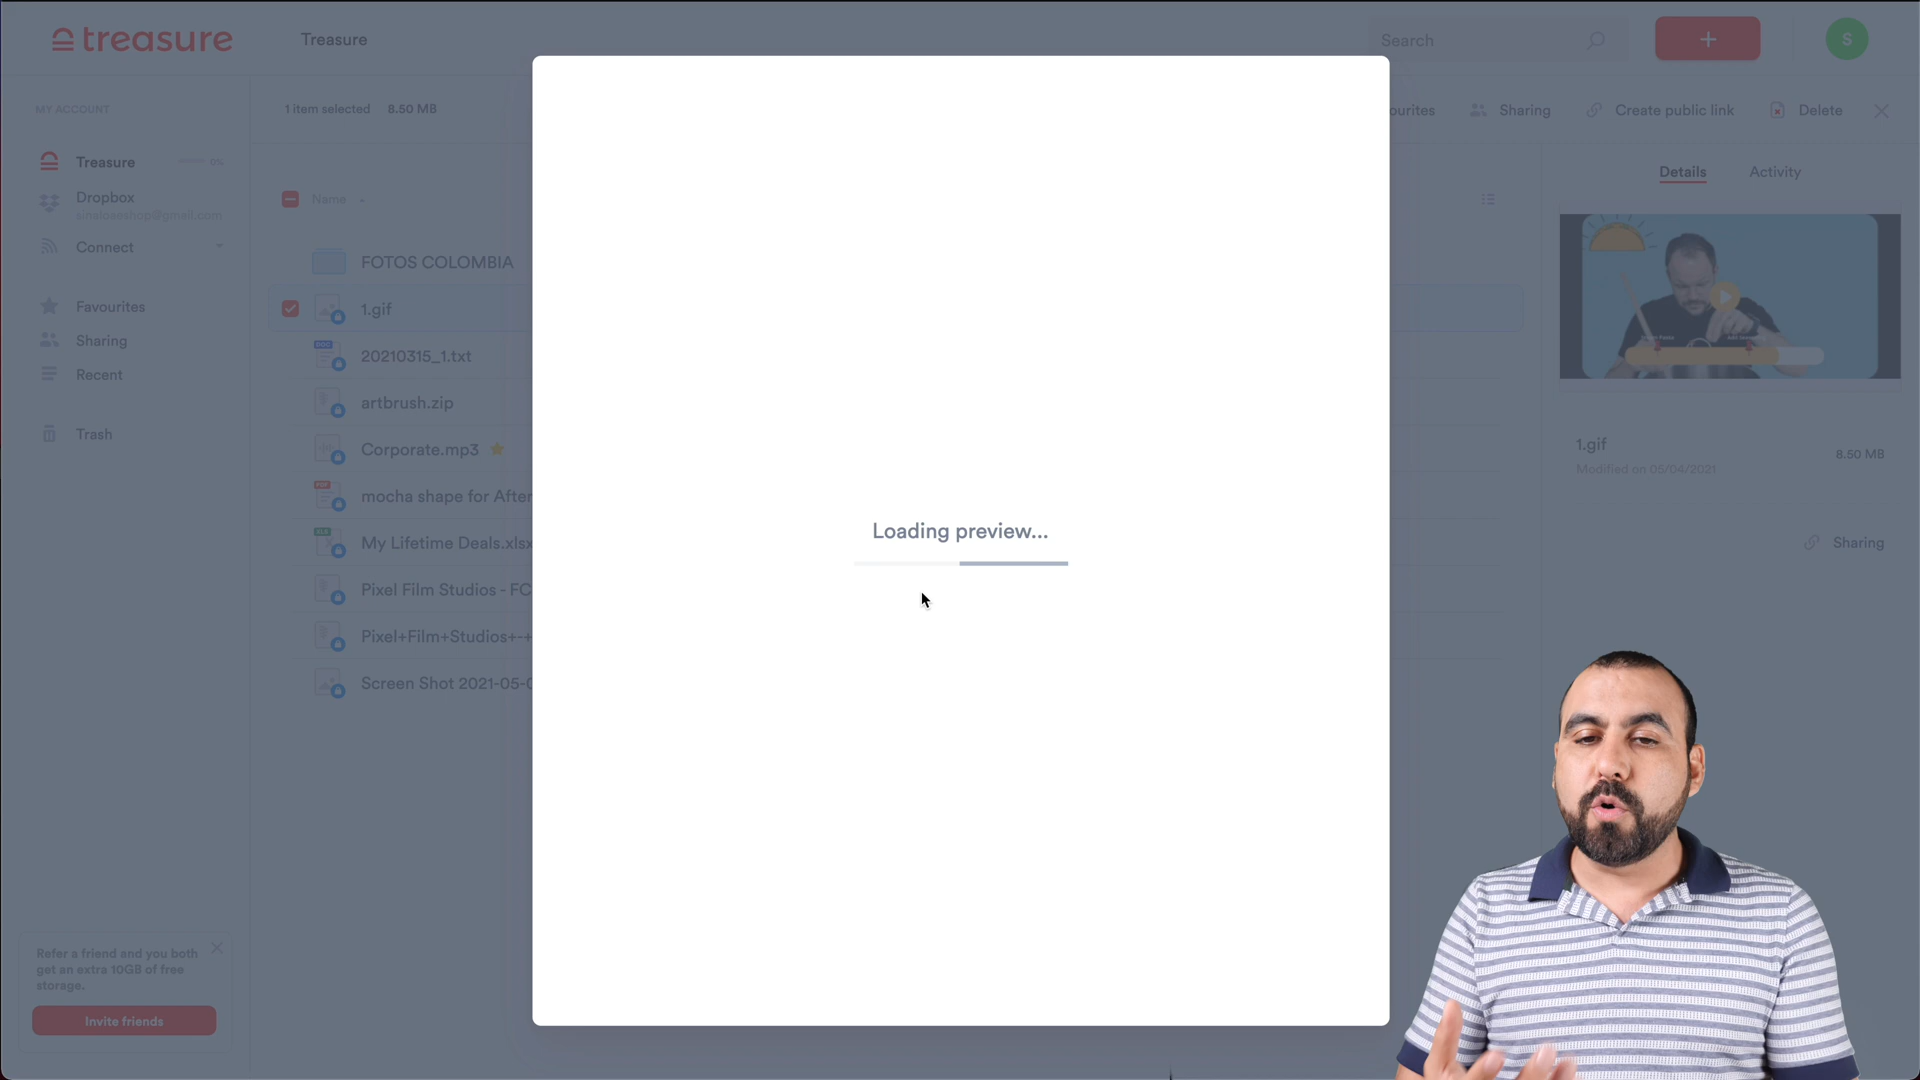 treasure
Treasure
Search
S
MY ACCOUNT
1 item selected 8.50 MB
ourites
Sharing
Create public link
Delete
Treasure
0%
Dropbox
Connect
Favourites
Sharing
Recent
Trash
Name
FOTOS COLOMBIA
1.gif
20210315_1.txt
artbrush.zip
Corporate.mp3
mocha shape for After
My Lifetime Deals.xlsx
Pixel Film Studios - FC
Pixel+Film+Studios+-+
Screen Shot 2021-05-0
Loading preview...
Details
Activity
1.gif
8.50 MB
Modified on 05/04/2021
Sharing
Refer a friend and you both
get an extra 10GB of free
storage.
Invite friends